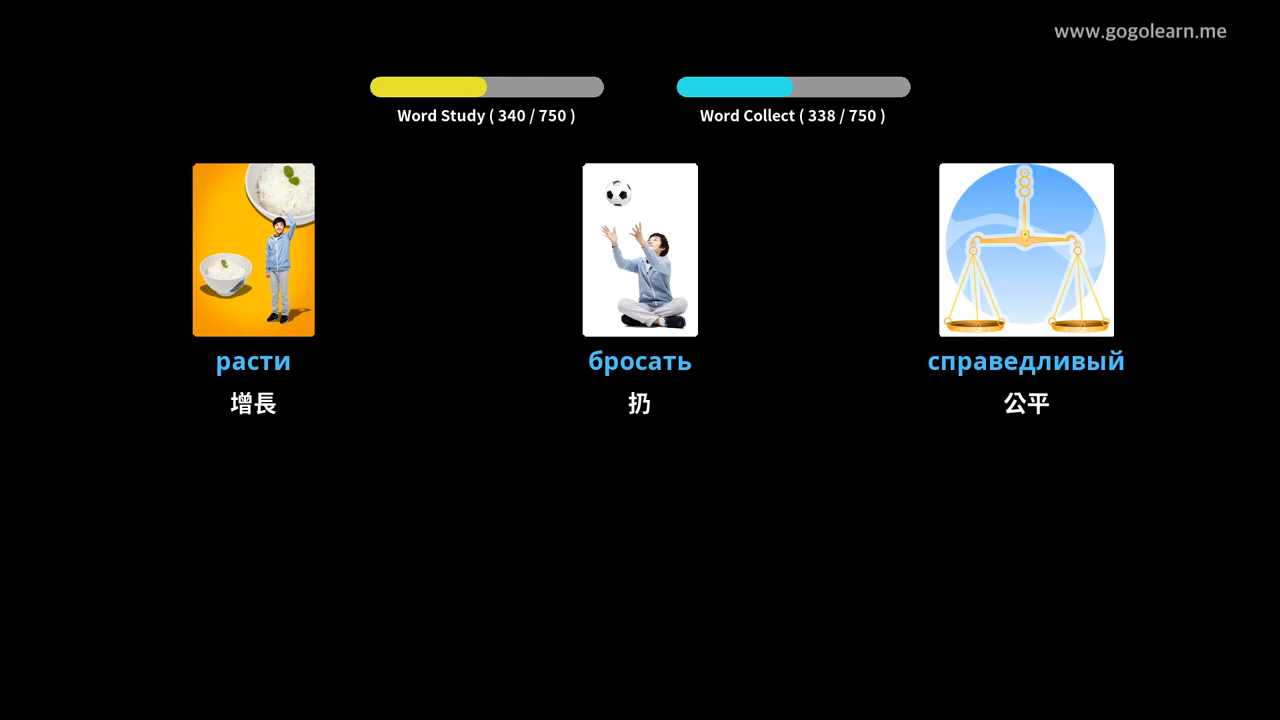 www.gogolearn.me
Word Study ( 340 / 750 )
Word Collect ( 338 / 750 )
расти
бросать
справедливый
增長
扔
公平